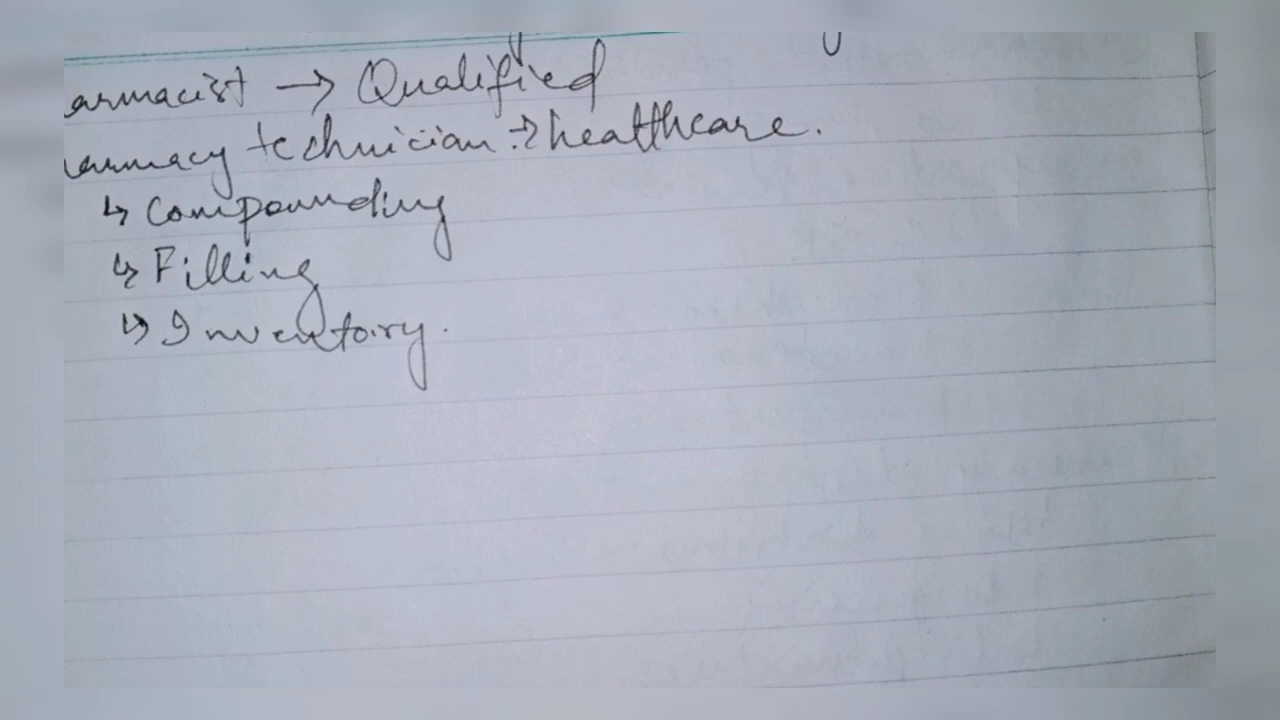 armacist → Qualified
armacy technician :→ healthcare.
↳ Compounding
↳ Filling
↳ Inventory.